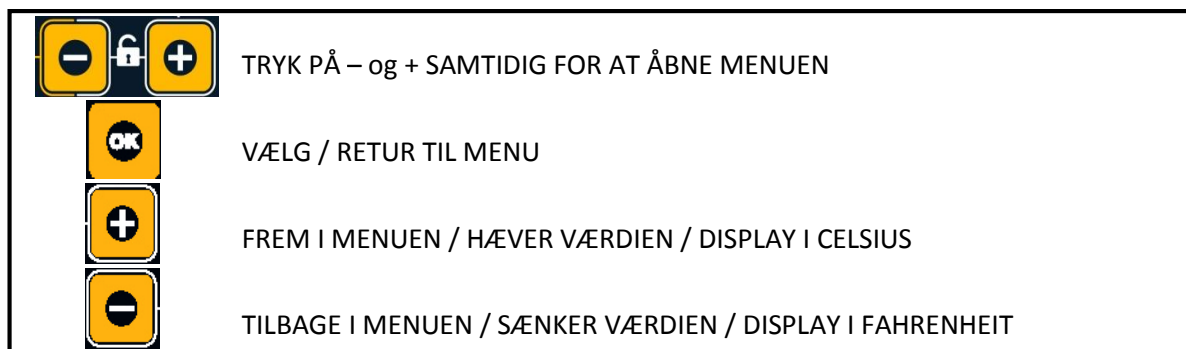 TRYK PÅ – og + SAMTIDIG FOR AT ÅBNE MENUEN
OK
VÆLG / RETUR TIL MENU
FREM I MENUEN / HÆVER VÆRDIEN / DISPLAY I CELSIUS
TILBAGE I MENUEN / SÆNKER VÆRDIEN / DISPLAY I FAHRENHEIT